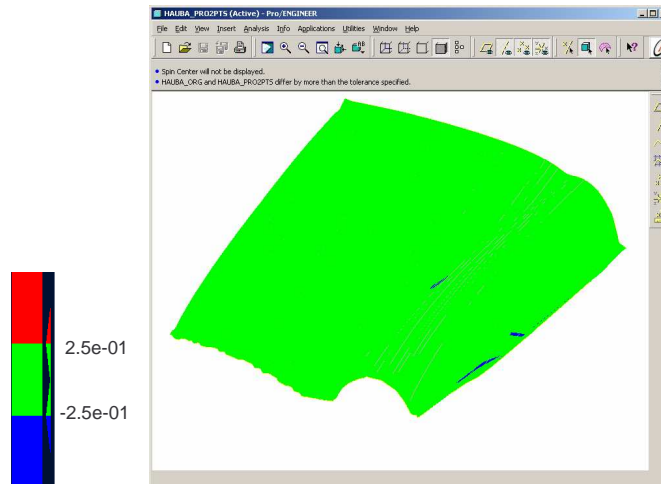 HAUBA_PRO2PTS (Active) - Pro/ENGINEER
File Edit View Insert Analysis Info Applications Utilities Window Help
• Spin Center will not be displayed.
• HAUBA_ORG and HAUBA_PRO2PTS differ by more than the tolerance specified.
2.5e-01
-2.5e-01